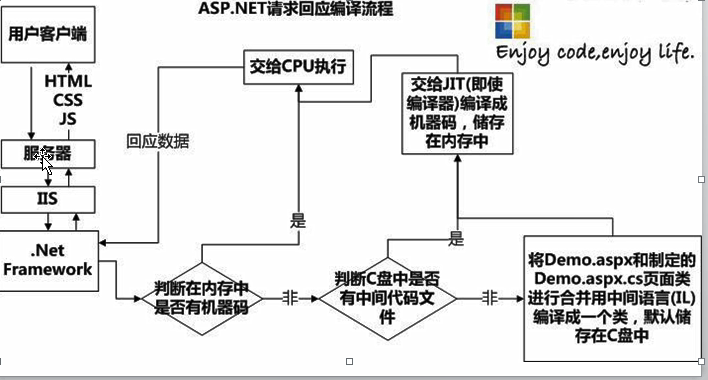 ASP.NET请求回应编译流程
Enjoy code,enjoy life.
用户客户端
HTML
CSS
JS
服务器
IIS
.Net
Framework
回应数据
交给CPU执行
交给JIT(即使
编译器)编译成
机器码，储存
在内存中
是
是
判断在内存中
是否有机器码
非
判断C盘中是否
有中间代码文
件
非
将Demo.aspx和制定的
Demo.aspx.cs页面类
进行合并用中间语言(IL)
编译成一个类，默认储
存在C盘中